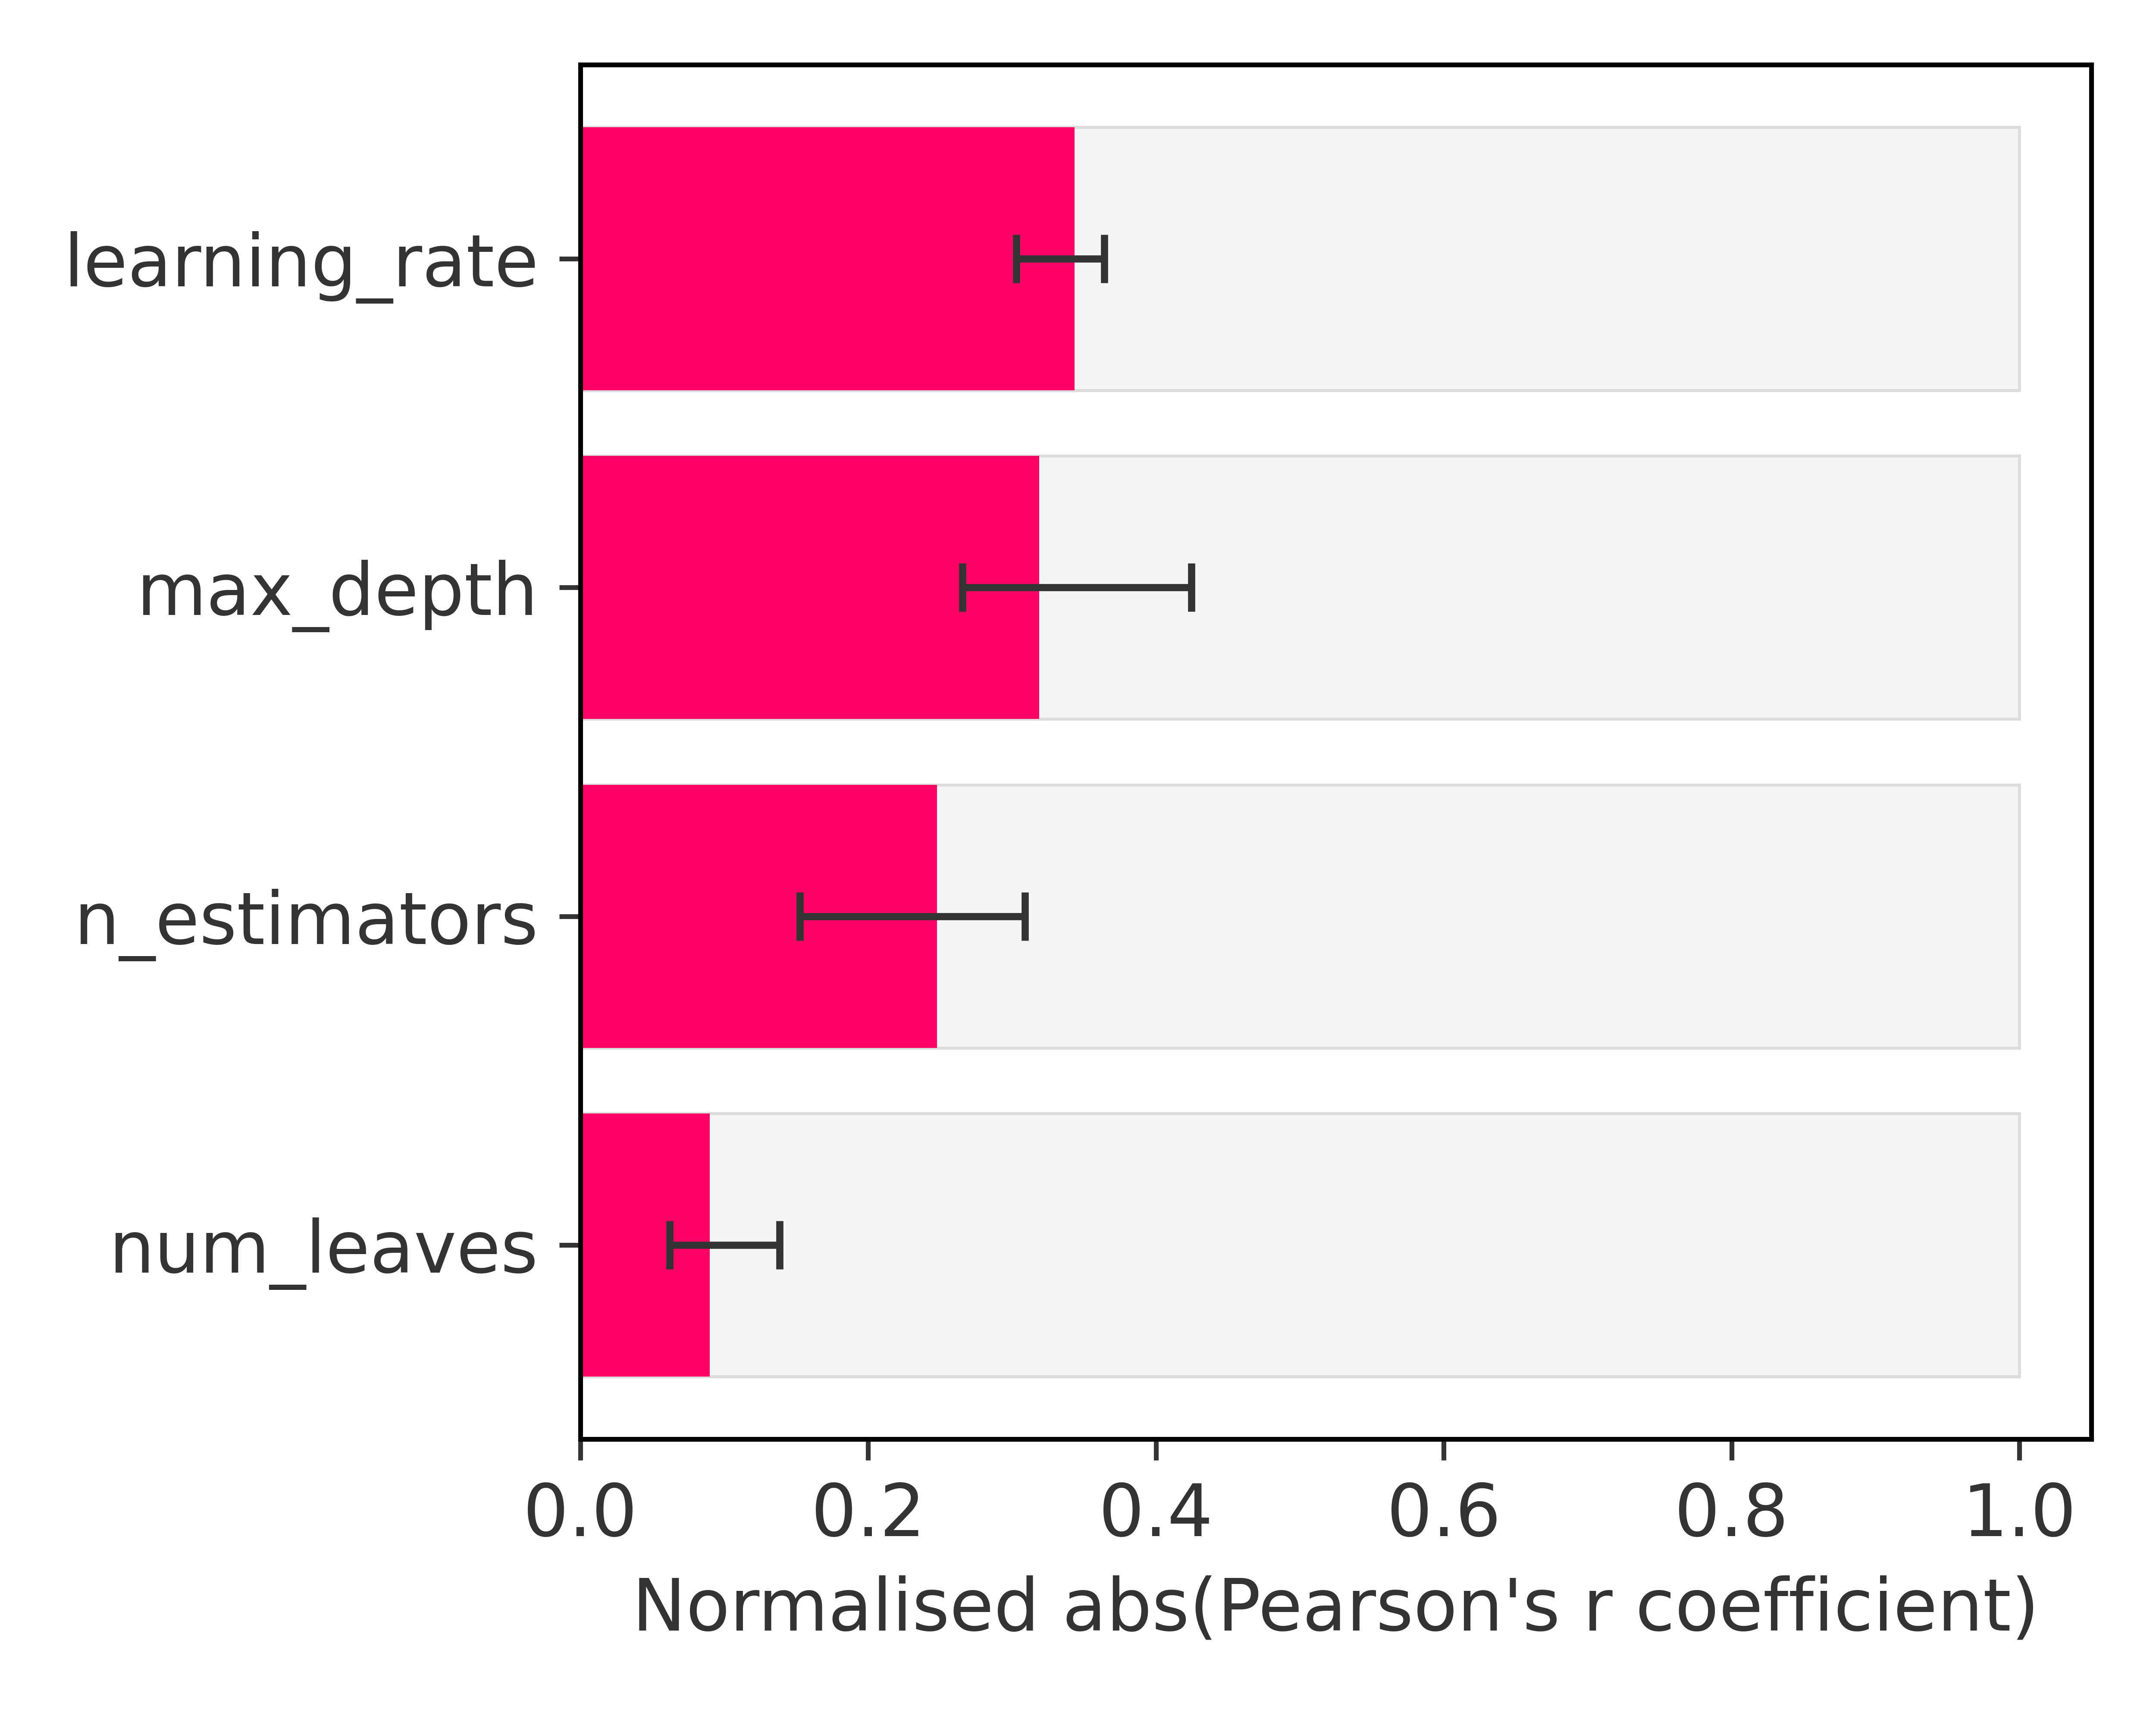 learning_rate
max_depth
n_estimators
num_leaves
0.0 0.2 0.4 0.6 0.8 1.0
Normalised abs(Pearson's r coefficient)